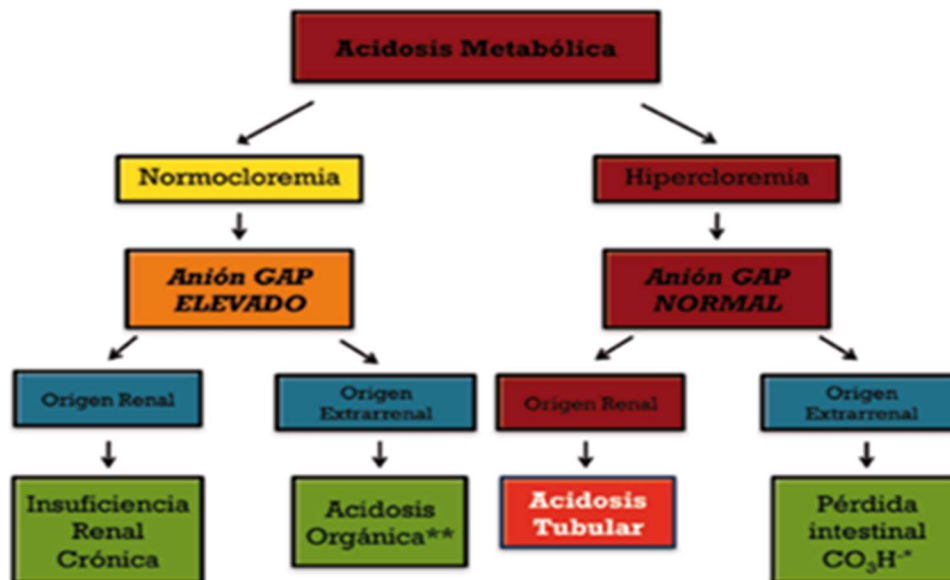 Acidosis Metabólica
Normocloremia
Hipercloremia
Anión GAP
ELEVADO
Anión GAP
NORMAL
Origen Renal
Origen
Extrarrenal
Origen Renal
Origen
Extrarrenal
Insuficiencia
Renal
Crónica
Acidosis
Orgánica**
Acidosis
Tubular
Pérdida
intestinal
CO₃H⁻*